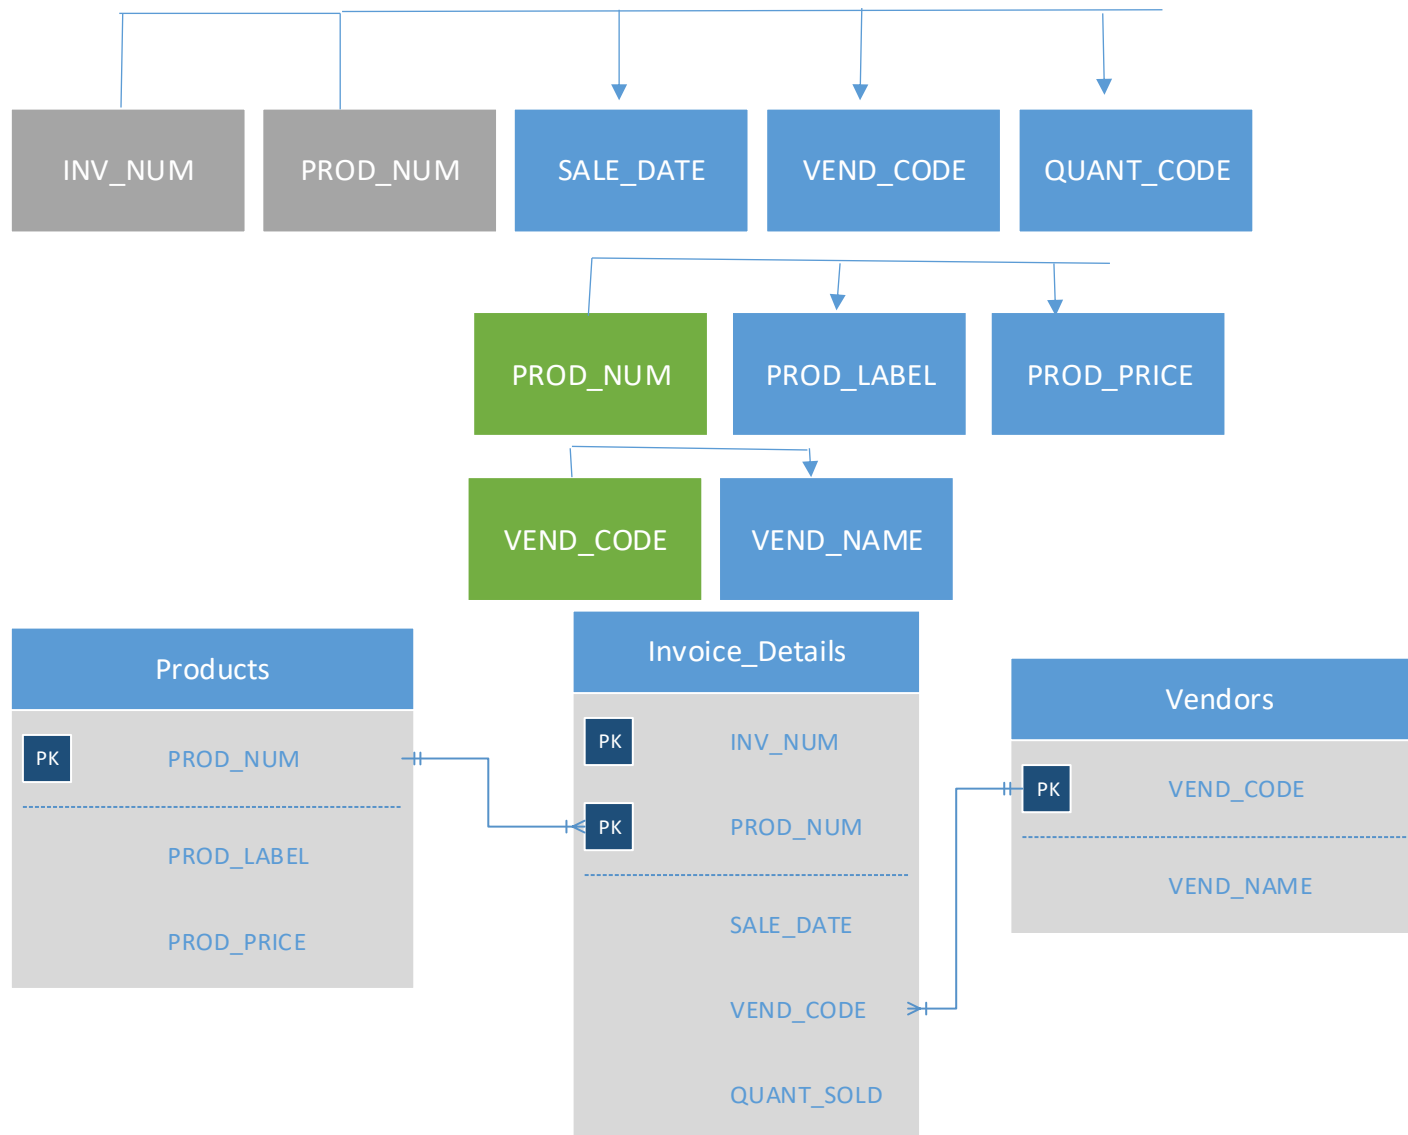 INV_NUM PROD_NUM SALE_DATE VEND_CODE QUANT_CODE
PROD_NUM PROD_LABEL PROD_PRICE
VEND_CODE VEND_NAME
Products
PK PROD_NUM
PROD_LABEL
PROD_PRICE
Invoice_Details
PK INV_NUM
PK PROD_NUM
SALE_DATE
VEND_CODE
QUANT_SOLD
Vendors
PK VEND_CODE
VEND_NAME